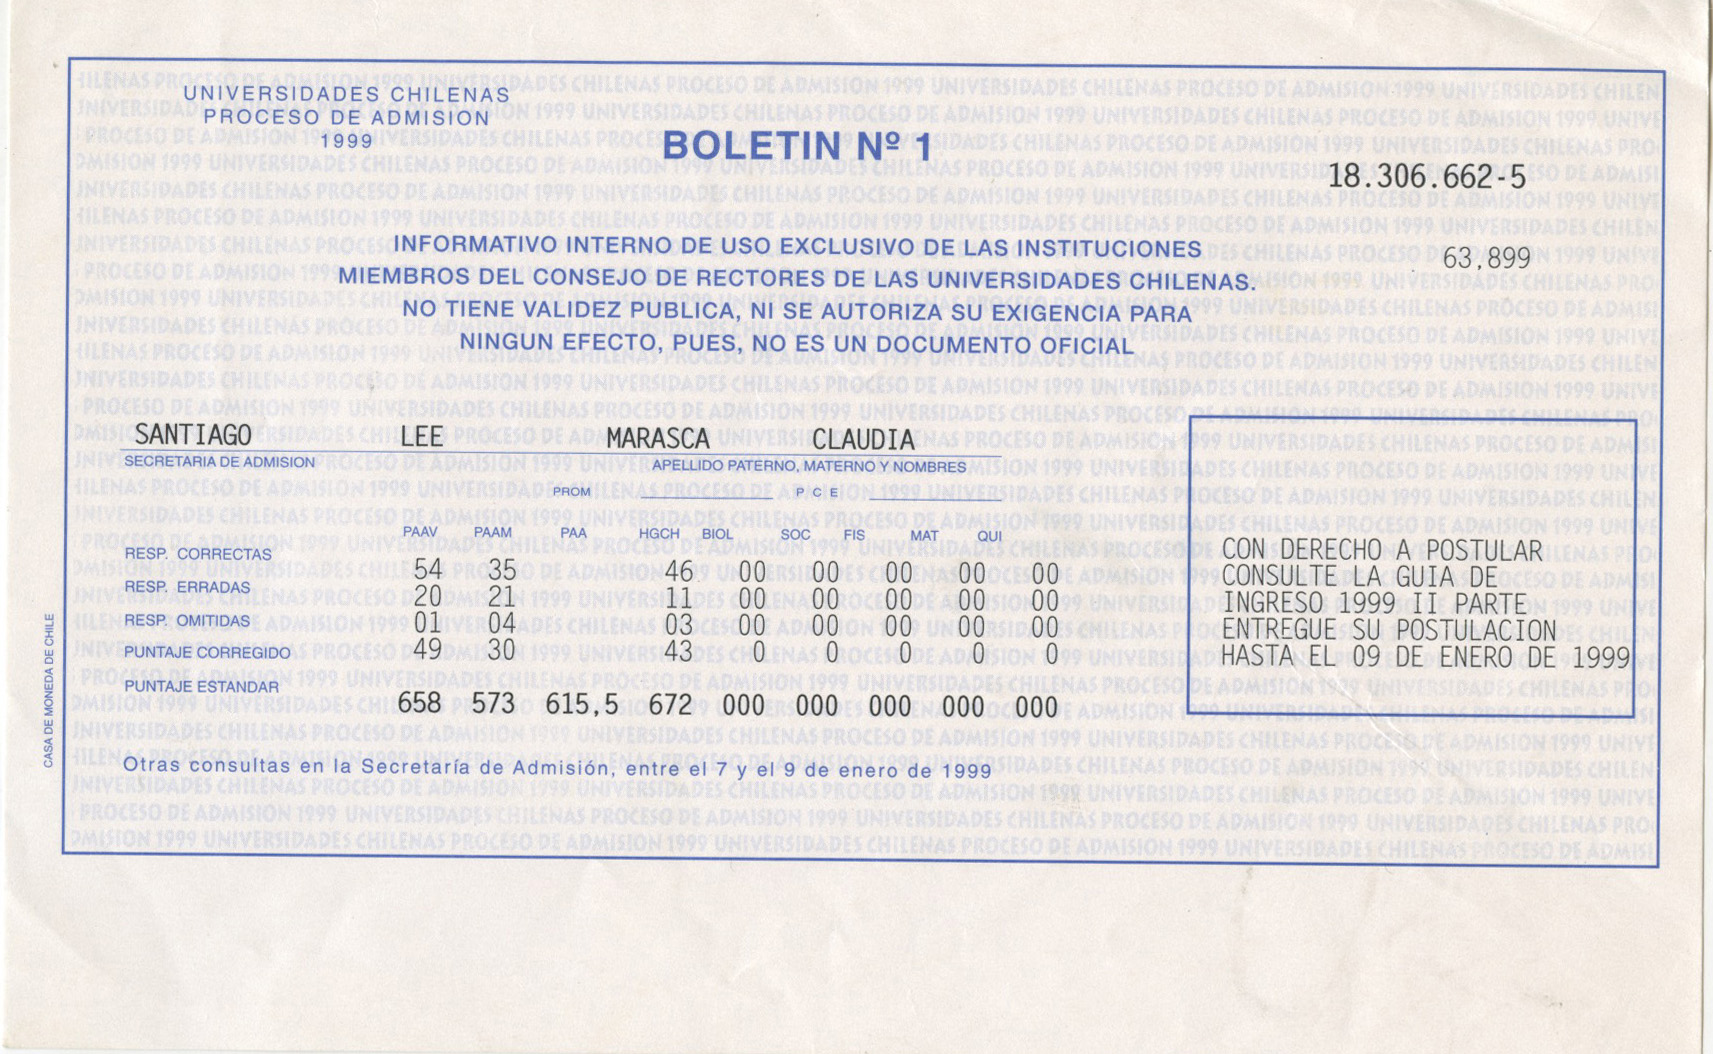 UNIVERSIDADES CHILENAS
PROCESO DE ADMISION
1999
BOLETIN Nº 1
18.306.662-5
63,899
INFORMATIVO INTERNO DE USO EXCLUSIVO DE LAS INSTITUCIONES
MIEMBROS DEL CONSEJO DE RECTORES DE LAS UNIVERSIDADES CHILENAS.
NO TIENE VALIDEZ PUBLICA, NI SE AUTORIZA SU EXIGENCIA PARA
NINGUN EFECTO, PUES, NO ES UN DOCUMENTO OFICIAL
SANTIAGO LEE MARASCA CLAUDIA
SECRETARIA DE ADMISION APELLIDO PATERNO, MATERNO Y NOMBRES
PROM P C E
PAAV PAAM PAA HGCH BIOL SOC FIS MAT QUI
RESP. CORRECTAS 54 35 46 00 00 00 00 00
RESP. ERRADAS 20 21 11 00 00 00 00 00
RESP. OMITIDAS 01 04 03 00 00 00 00 00
PUNTAJE CORREGIDO 49 30 43 0 0 0 0 0
PUNTAJE ESTANDAR 658 573 615,5 672 000 000 000 000 000
CON DERECHO A POSTULAR
CONSULTE LA GUIA DE
INGRESO 1999 II PARTE
ENTREGUE SU POSTULACION
HASTA EL 09 DE ENERO DE 1999
Otras consultas en la Secretaría de Admisión, entre el 7 y el 9 de enero de 1999
CASA DE MONEDA DE CHILE